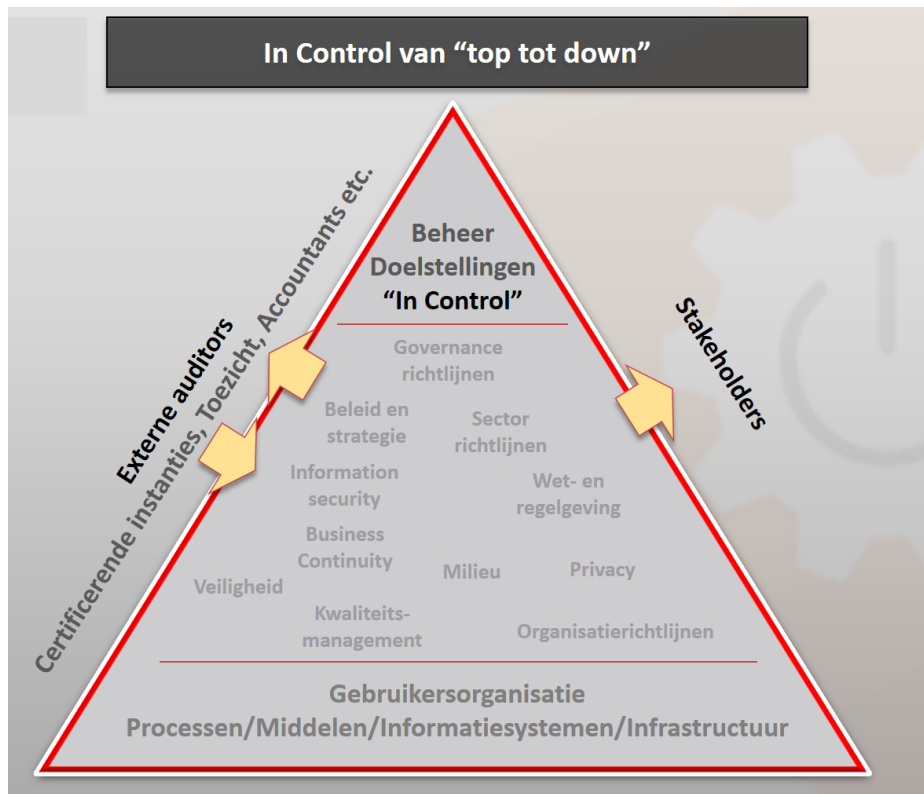 In Control van “top tot down”
Beheer
Doelstellingen
“In Control”
Externe auditors
Certificerende instanties, Toezicht, Accountants etc.
Stakeholders
Governance
richtlijnen
Beleid en
strategie
Sector
richtlijnen
Information
security
Wet- en
regelgeving
Business
Continuity
Veiligheid
Milieu
Privacy
Kwaliteits-
management
Organisatierichtlijnen
Gebruikersorganisatie
Processen/Middelen/Informatiesystemen/Infrastructuur